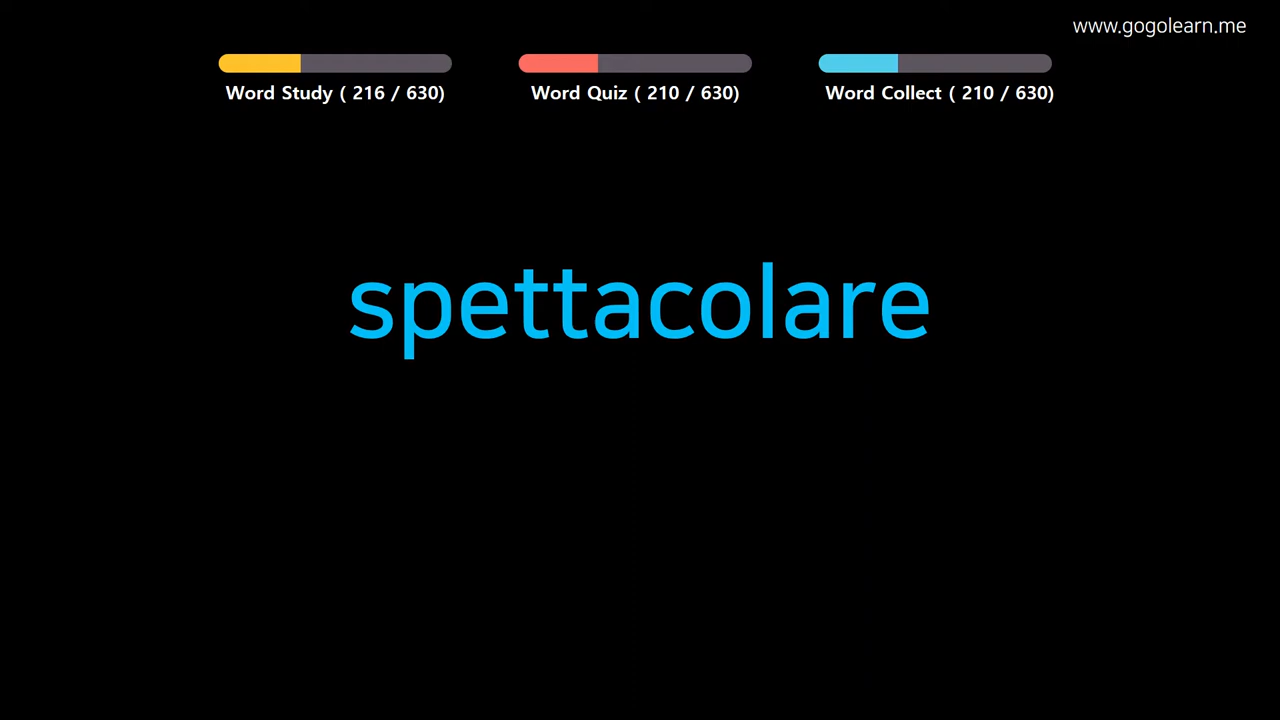 www.gogolearn.me
Word Study ( 216 / 630)
Word Quiz ( 210 / 630)
Word Collect ( 210 / 630)
spettacolare